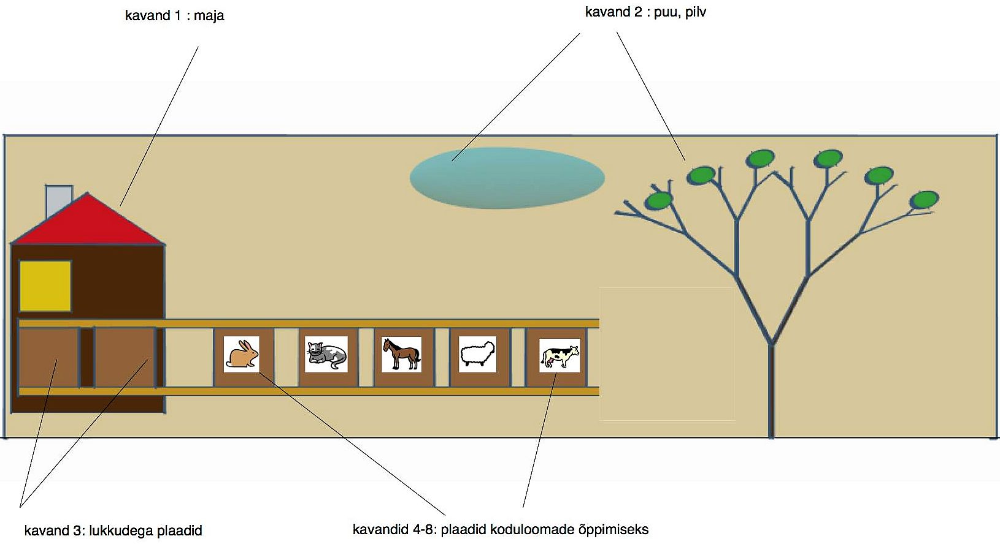 kavand 1 : maja
kavand 2 : puu, pilv
kavand 3: lukkudega plaadid
kavandid 4-8: plaadid koduloomade õppimiseks